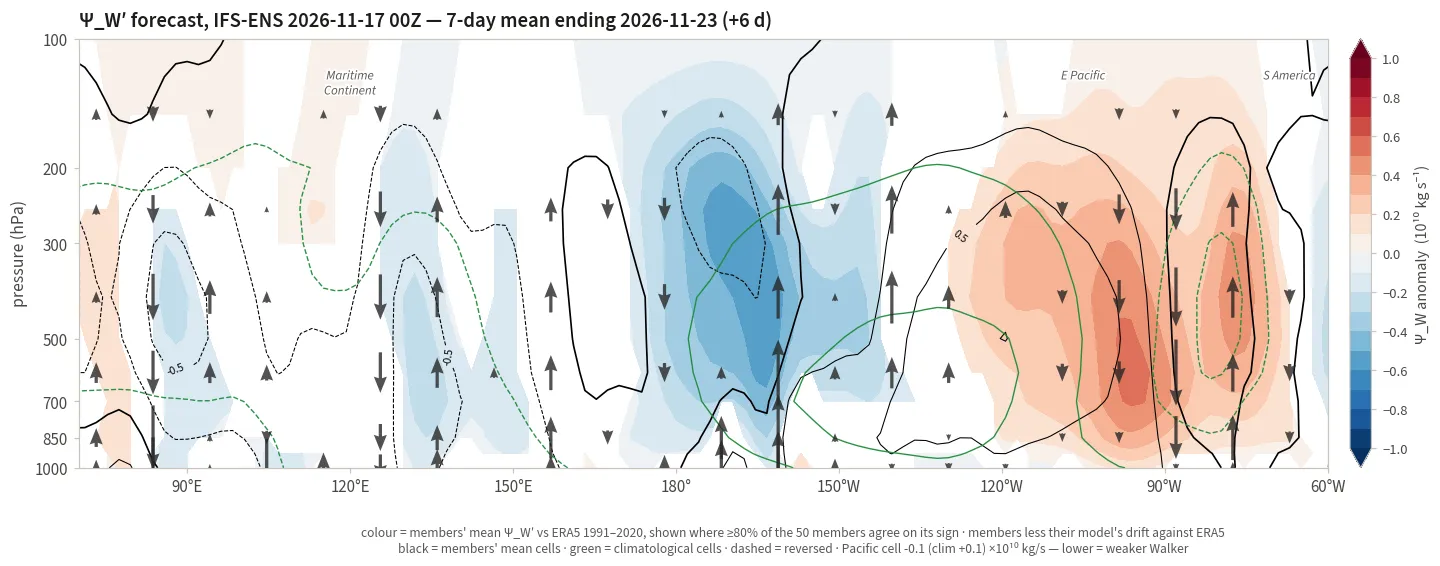 Ψ_W′ forecast, IFS-ENS 2026-11-17 00Z — 7-day mean ending 2026-11-23 (+6 d)
100
200
300
400
500
700
850
1000
pressure (hPa)
Maritime
Continent
E Pacific
S America
0.5
-0.5
-0.5
90°E
120°E
150°E
180°
150°W
120°W
90°W
60°W
1.0
0.8
0.6
0.4
0.2
0.0
-0.2
-0.4
-0.6
-0.8
-1.0
Ψ_W anomaly (10¹⁰ kg s⁻¹)
colour = members' mean Ψ_W′ vs ERA5 1991–2020, shown where ≥80% of the 50 members agree on its sign · members less their model's drift against ERA5
black = members' mean cells · green = climatological cells · dashed = reversed · Pacific cell -0.1 (clim +0.1) ×10¹⁰ kg/s — lower = weaker Walker